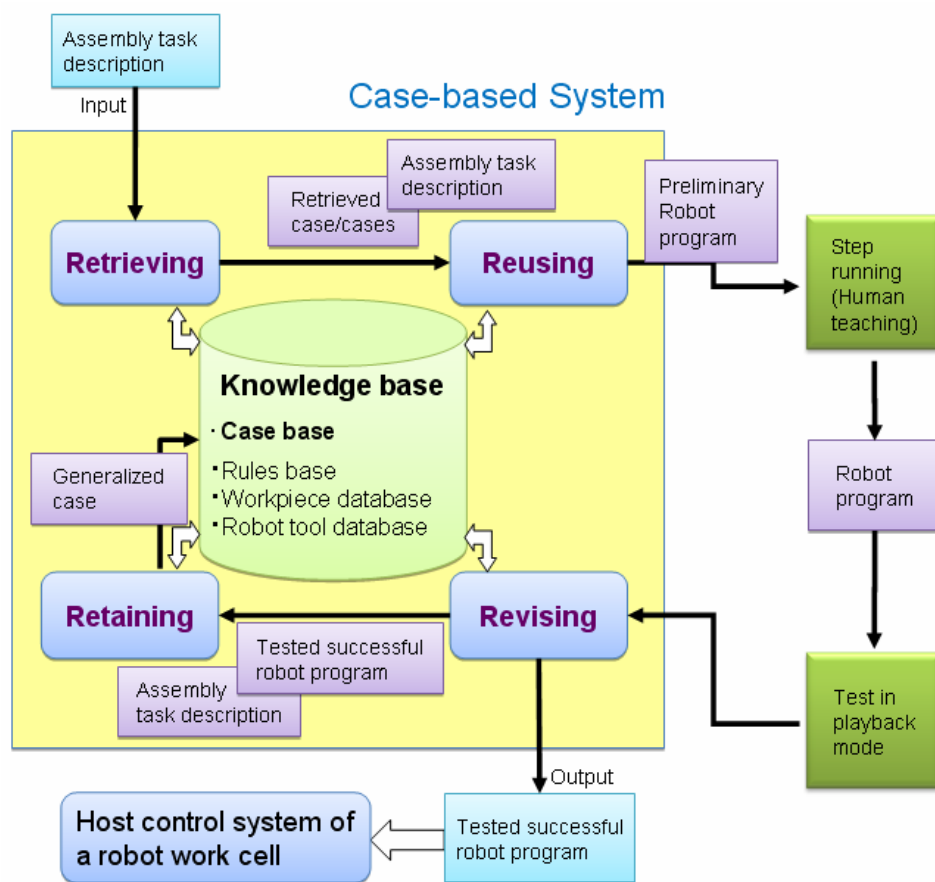 Assembly task
description
Input
Case-based System
Assembly task
description
Retrieved
case/cases
Preliminary
Robot
program
Retrieving
Reusing
Step
running
(Human
teaching)
Knowledge base
· Case base
▪Rules base
▪Workpiece database
▪Robot tool database
Generalized
case
Robot
program
Retaining
Revising
Tested successful
robot program
Assembly
task description
Test in
playback
mode
Output
Host control system of
a robot work cell
Tested successful
robot program